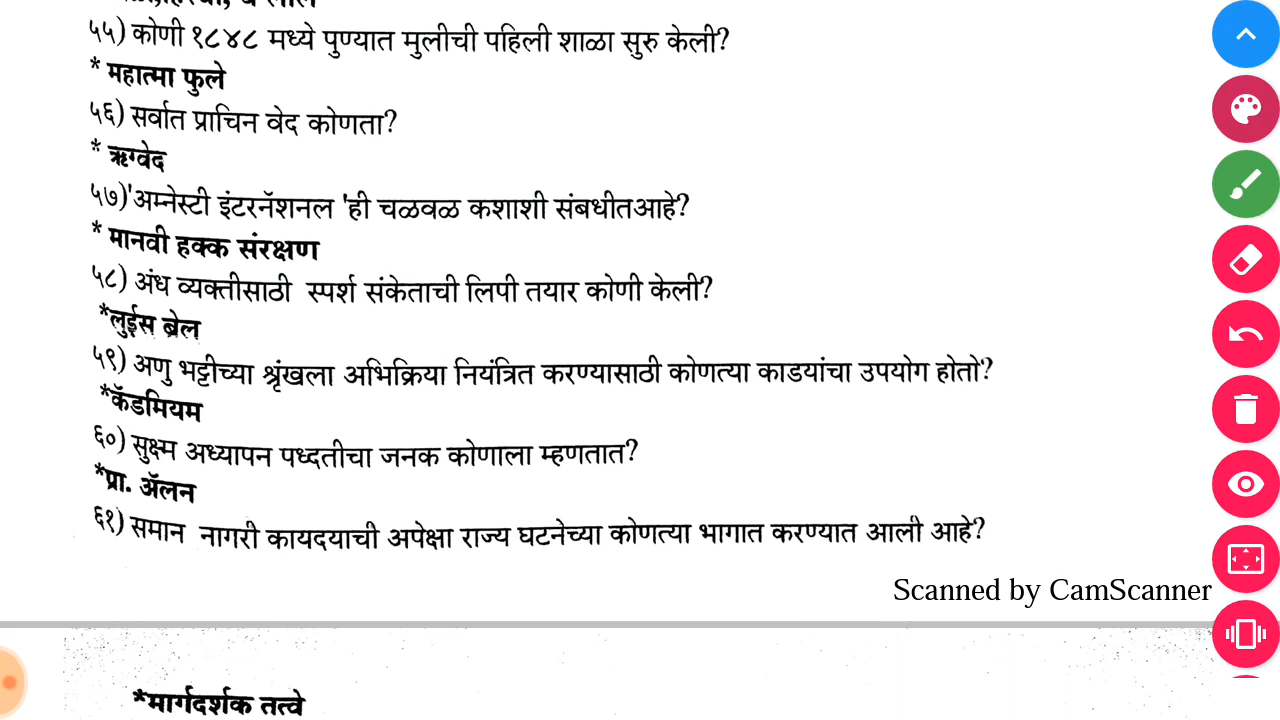 ५५) कोणी १८४८ मध्ये पुण्यात मुलीची पहिली शाळा सुरु केली?
* महात्मा फुले
५६) सर्वात प्राचिन वेद कोणता?
* ऋग्वेद
५७)'अम्नेस्टी इंटरनॅशनल 'ही चळवळ कशाशी संबधीतआहे?
* मानवी हक्क संरक्षण
५८) अंध व्यक्तीसाठी स्पर्श संकेताची लिपी तयार कोणी केली?
*लुईस ब्रेल
५९) अणु भट्टीच्या श्रृंखला अभिक्रिया नियंत्रित करण्यासाठी कोणत्या काडयांचा उपयोग होतो?
*कॅडमियम
६०) सुक्ष्म अध्यापन पध्दतीचा जनक कोणाला म्हणतात?
*प्रा. ॲलन
६१) समान नागरी कायदयाची अपेक्षा राज्य घटनेच्या कोणत्या भागात करण्यात आली आहे?
Scanned by CamScanner
*मार्गदर्शक तत्वे